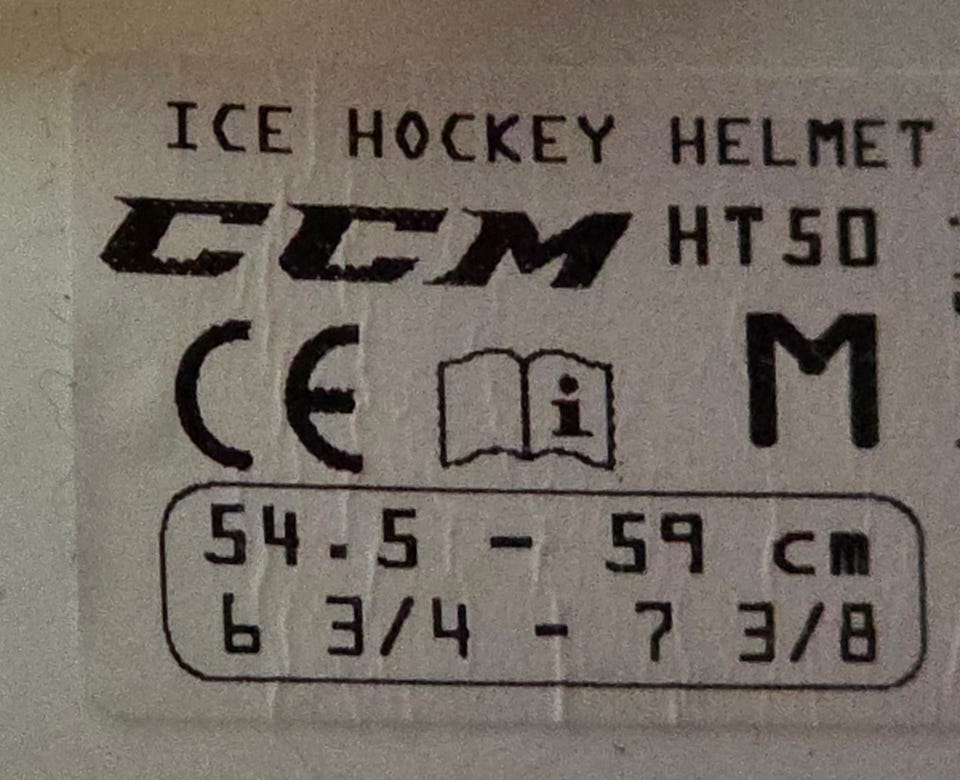 ICE HOCKEY HELMET
CCM HT50
CE i M
54.5 - 59 cm
6 3/4 - 7 3/8